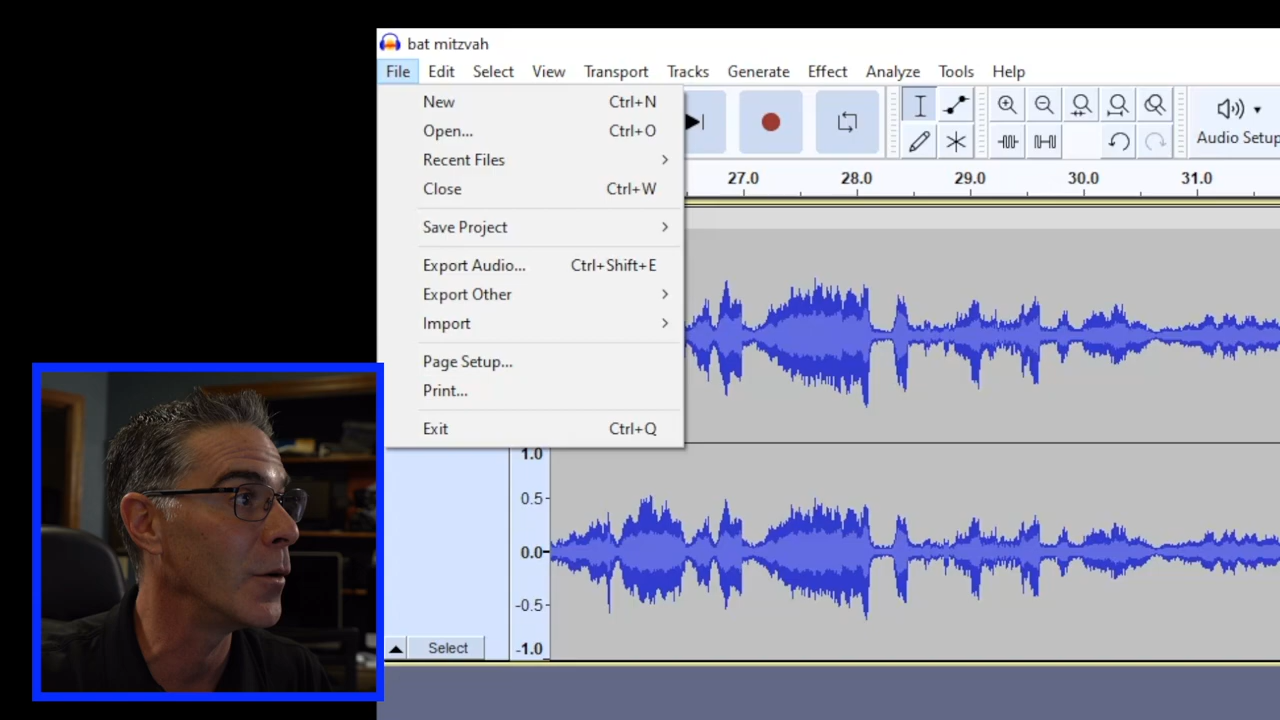 bat mitzvah
File Edit Select View Transport Tracks Generate Effect Analyze Tools Help
New Ctrl+N
Open... Ctrl+O
Recent Files
Close Ctrl+W
Save Project
Export Audio... Ctrl+Shift+E
Export Other
Import
Page Setup...
Print...
Exit Ctrl+Q
Audio Setup
27.0 28.0 29.0 30.0 31.0
1.0
0.5
0.0
-0.5
-1.0
Select